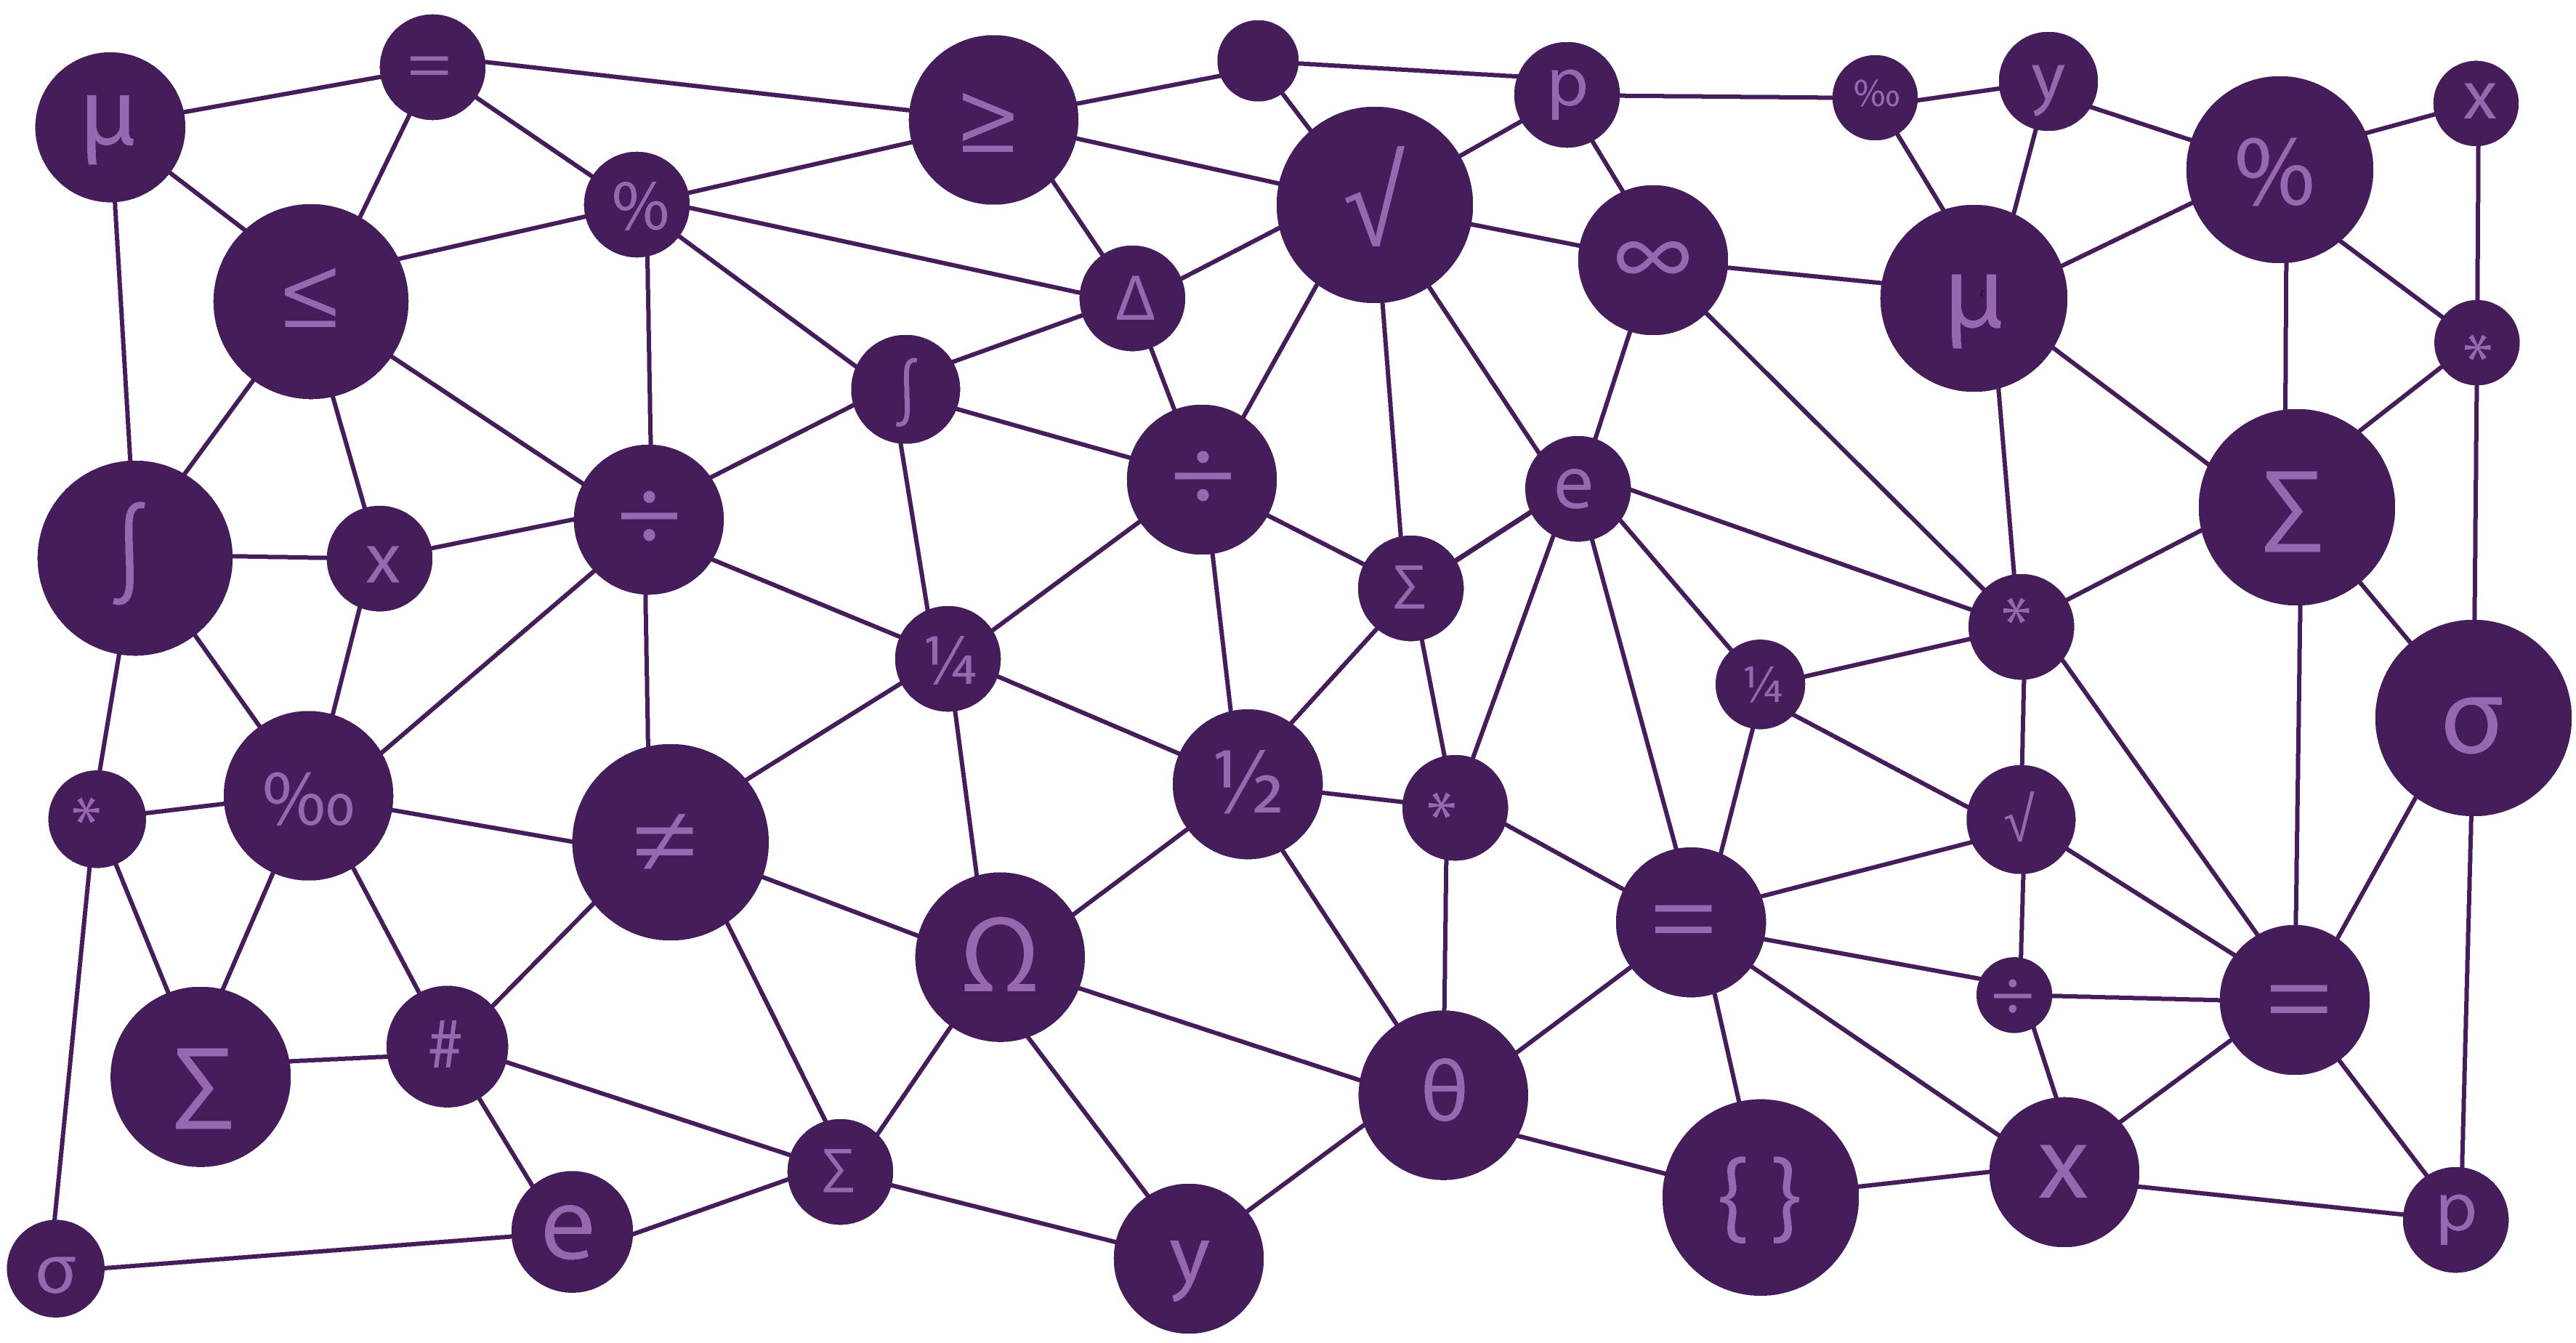 μ
=
≥
p
‰
y
%
x
≤
%
Δ
√
∞
μ
*
∫
x
÷
∫
÷
Σ
e
*
Σ
¼
¼
σ
*
‰
≠
½
*
√
Σ
#
Ω
θ
=
÷
=
σ
e
Σ
y
{ }
x
p